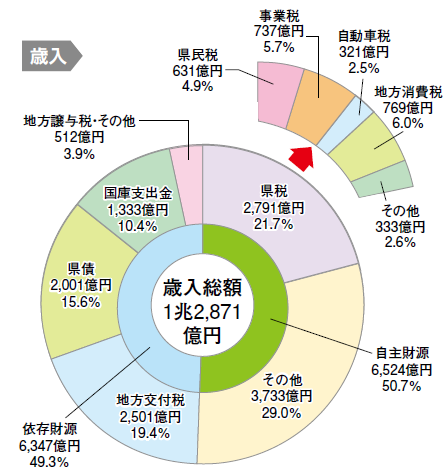 歳入
事業税
737億円
5.7%
自動車税
321億円
2.5%
県民税
631億円
4.9%
地方消費税
769億円
6.0%
地方譲与税・その他
512億円
3.9%
国庫支出金
1,333億円
10.4%
県税
2,791億円
21.7%
その他
333億円
2.6%
県債
2,001億円
15.6%
歳入総額
1兆2,871
億円
自主財源
6,524億円
50.7%
その他
3,733億円
29.0%
地方交付税
2,501億円
19.4%
依存財源
6,347億円
49.3%